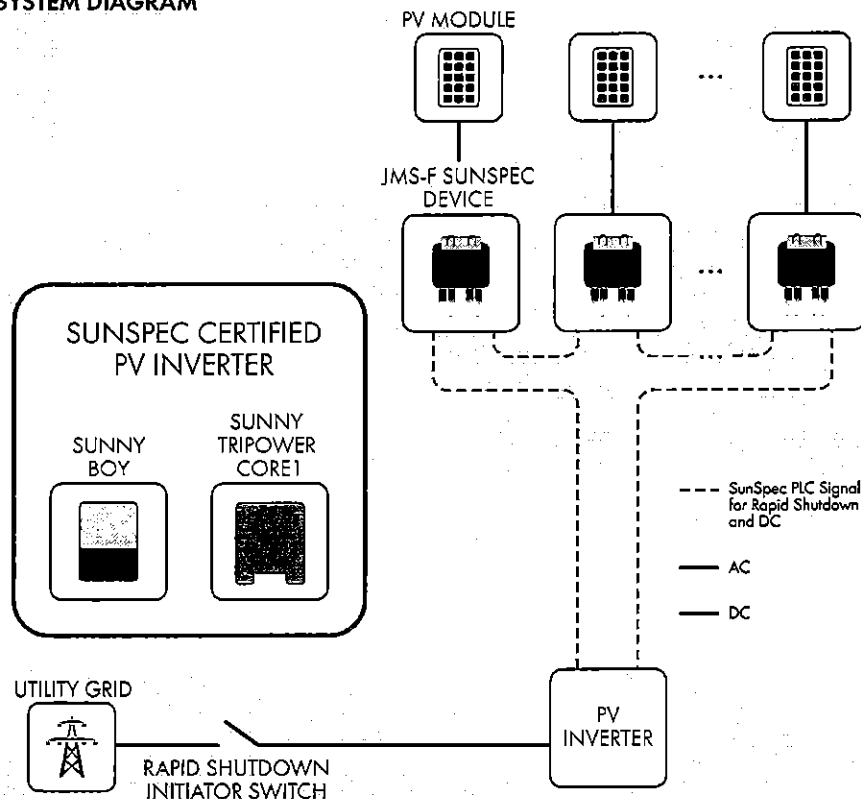 SYSTEM DIAGRAM
PV MODULE
...
JMS-F SUNSPEC
DEVICE
...
...
SUNSPEC CERTIFIED
PV INVERTER
SUNNY
BOY
SUNNY
TRIPOWER
CORE1
SunSpec PLC Signal
for Rapid Shutdown
and DC
AC
DC
UTILITY GRID
RAPID SHUTDOWN
INITIATOR SWITCH
PV
INVERTER